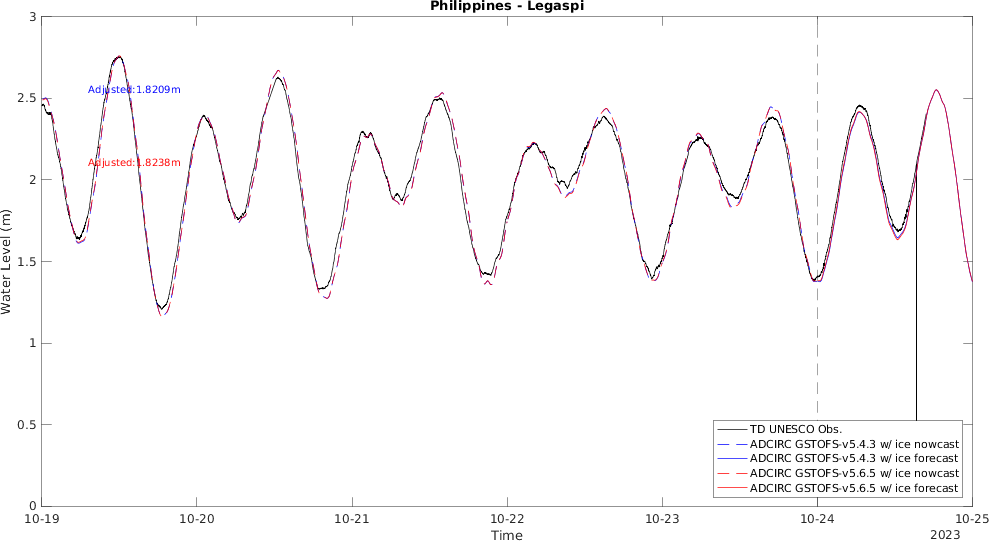 Philippines - Legaspi
3
2.5
2
1.5
1
0.5
0
Water Level (m)
Adjusted:1.8209m
Adjusted:1.8238m
TD UNESCO Obs.
ADCIRC GSTOFS-v5.4.3 w/ ice nowcast
ADCIRC GSTOFS-v5.4.3 w/ ice forecast
ADCIRC GSTOFS-v5.6.5 w/ ice nowcast
ADCIRC GSTOFS-v5.6.5 w/ ice forecast
10-19 10-20 10-21 10-22 10-23 10-24 10-25
Time
2023